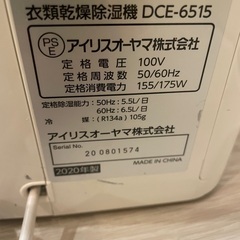 衣類乾燥除湿機 DCE-6515
PSE
アイリスオーヤマ株式会社
定格電圧 100V
定格周波数 50/60Hz
定格消費電力 155/175W
定格除湿能力：50Hz：5.5L/日
60Hz：6.5L/日
冷媒：(R134a) 105g
アイリスオーヤマ株式会社
Serial No.
200801574
2020年製
MADE IN CHINA